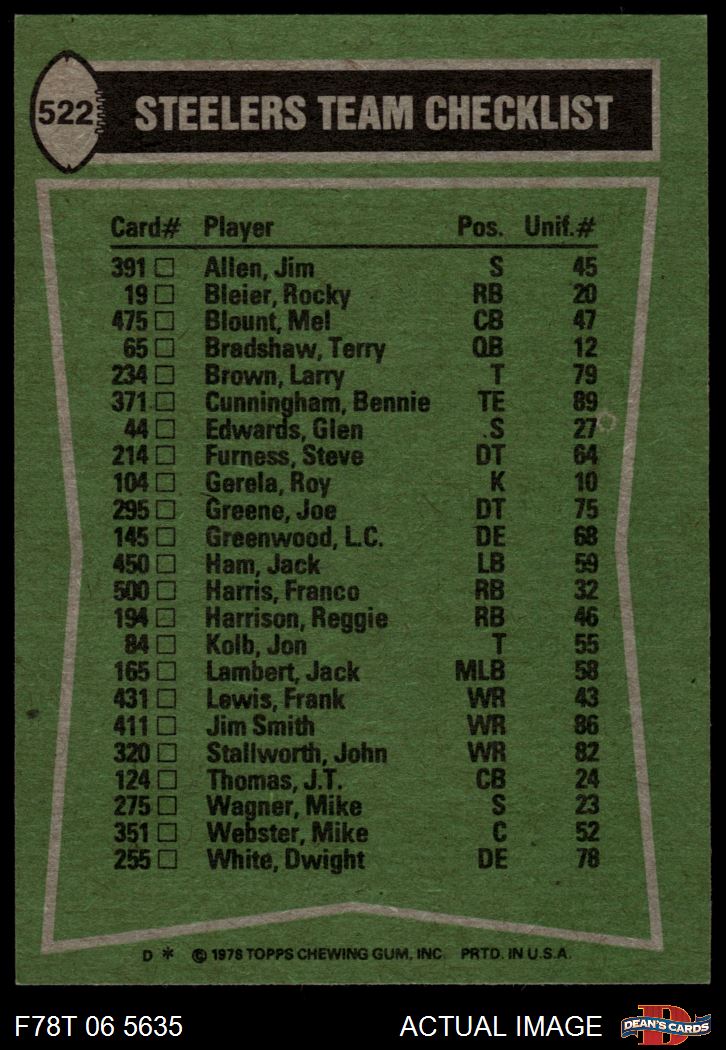 522 STEELERS TEAM CHECKLIST
Card# Player Pos. Unif.#
391 Allen, Jim S 45
19 Bleier, Rocky RB 20
475 Blount, Mel CB 47
65 Bradshaw, Terry QB 12
234 Brown, Larry T 79
371 Cunningham, Bennie TE 89
44 Edwards, Glen S 27
214 Furness, Steve DT 64
104 Gerela, Roy K 10
295 Greene, Joe DT 75
145 Greenwood, L.C. DE 68
450 Ham, Jack LB 59
500 Harris, Franco RB 32
194 Harrison, Reggie RB 46
84 Kolb, Jon T 55
165 Lambert, Jack MLB 58
431 Lewis, Frank WR 43
411 Jim Smith WR 86
320 Stallworth, John WR 82
124 Thomas, J.T. CB 24
275 Wagner, Mike S 23
351 Webster, Mike C 52
255 White, Dwight DE 78
D * © 1978 TOPPS CHEWING GUM, INC. PRTD. IN U.S.A.
F78T 06 5635 ACTUAL IMAGE D DEAN'S CARDS